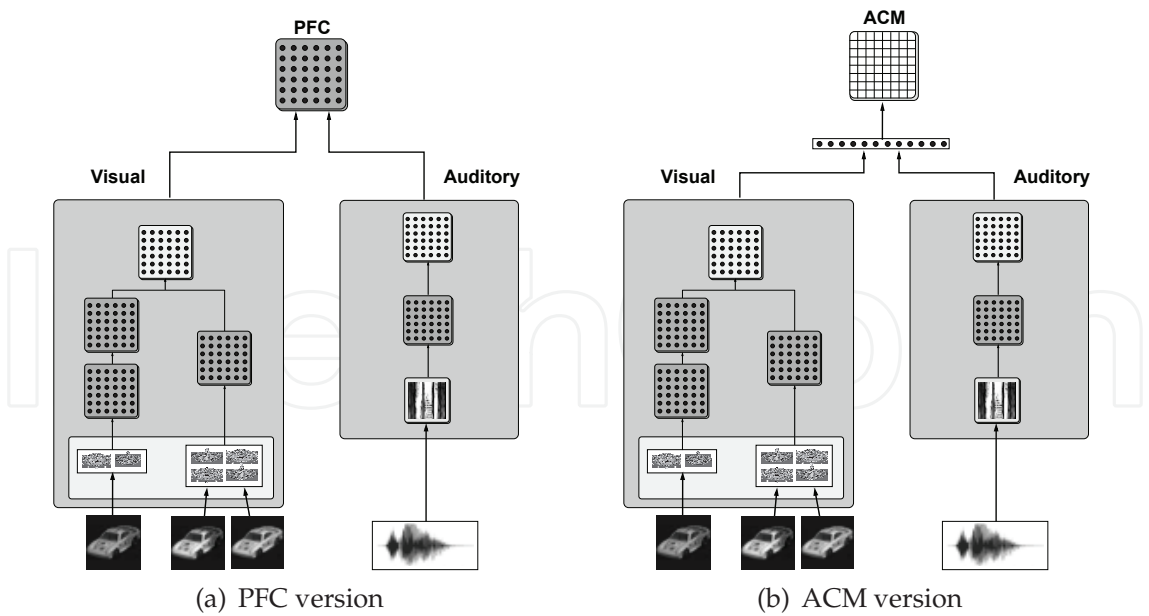 PFC
Visual
Auditory
(a) PFC version
ACM
Visual
Auditory
(b) ACM version